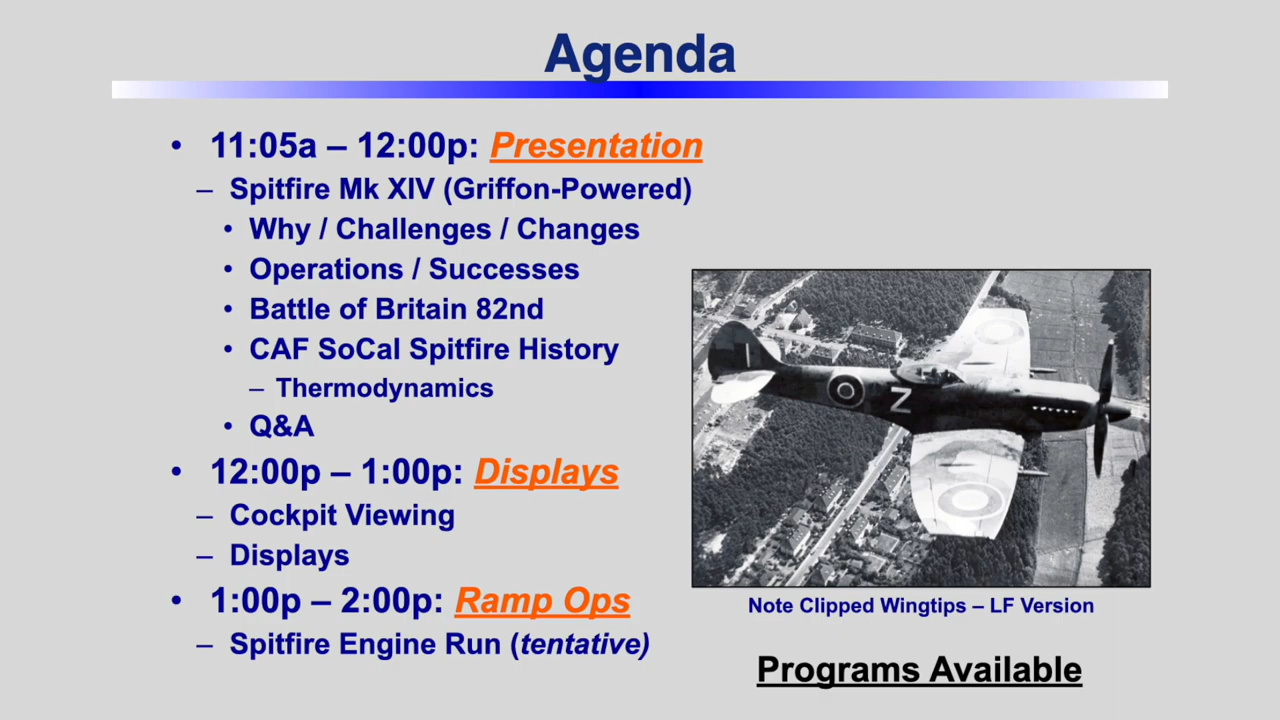 Agenda
• 11:05a – 12:00p: Presentation
– Spitfire Mk XIV (Griffon-Powered)
• Why / Challenges / Changes
• Operations / Successes
• Battle of Britain 82nd
• CAF SoCal Spitfire History
– Thermodynamics
• Q&A
• 12:00p – 1:00p: Displays
– Cockpit Viewing
– Displays
• 1:00p – 2:00p: Ramp Ops
– Spitfire Engine Run (tentative)
Z
Note Clipped Wingtips – LF Version
Programs Available